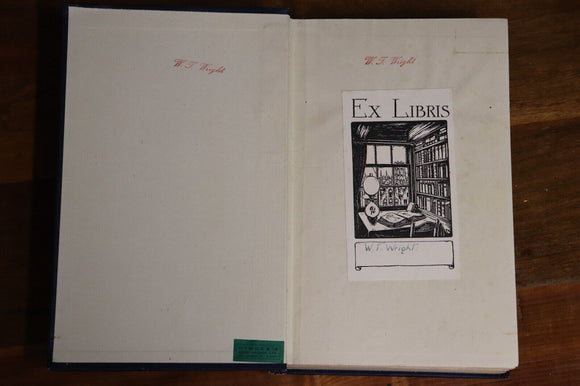 W. T. Wright
W. T. Wright
EX LIBRIS
W. T. Wright.